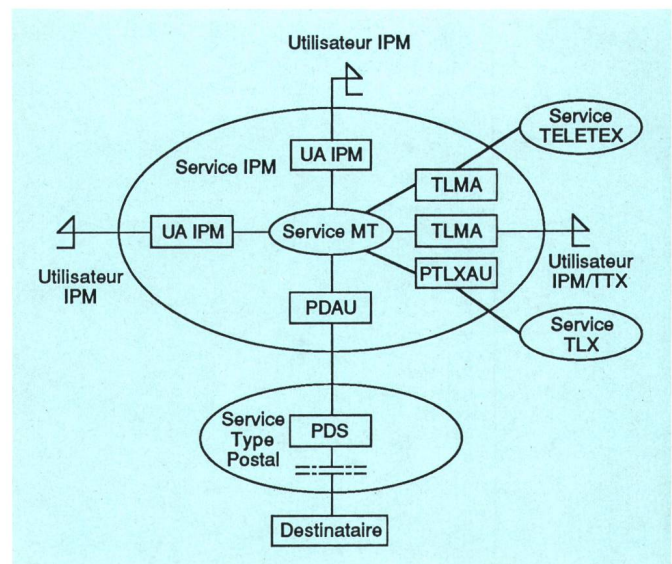 Utilisateur IPM
Service
TELETEX
Service IPM
UA IPM
TLMA
UA IPM
Service MT
TLMA
Utilisateur
IPM
Utilisateur
IPM/TTX
PTLXAU
PDAU
Service
TLX
Service
Type
Postal
PDS
Destinataire